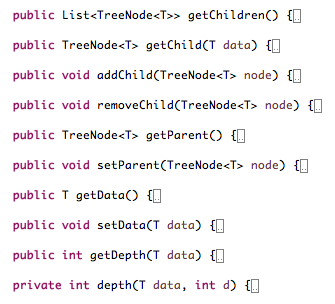 public List<TreeNode<T>> getChildren() {..
public TreeNode<T> getChild(T data) {..
public void addChild(TreeNode<T> node) {..
public void removeChild(TreeNode<T> node) {..
public TreeNode<T> getParent() {..
public void setParent(TreeNode<T> node) {..
public T getData() {..
public void setData(T data) {..
public int getDepth(T data) {..
private int depth(T data, int d) {..